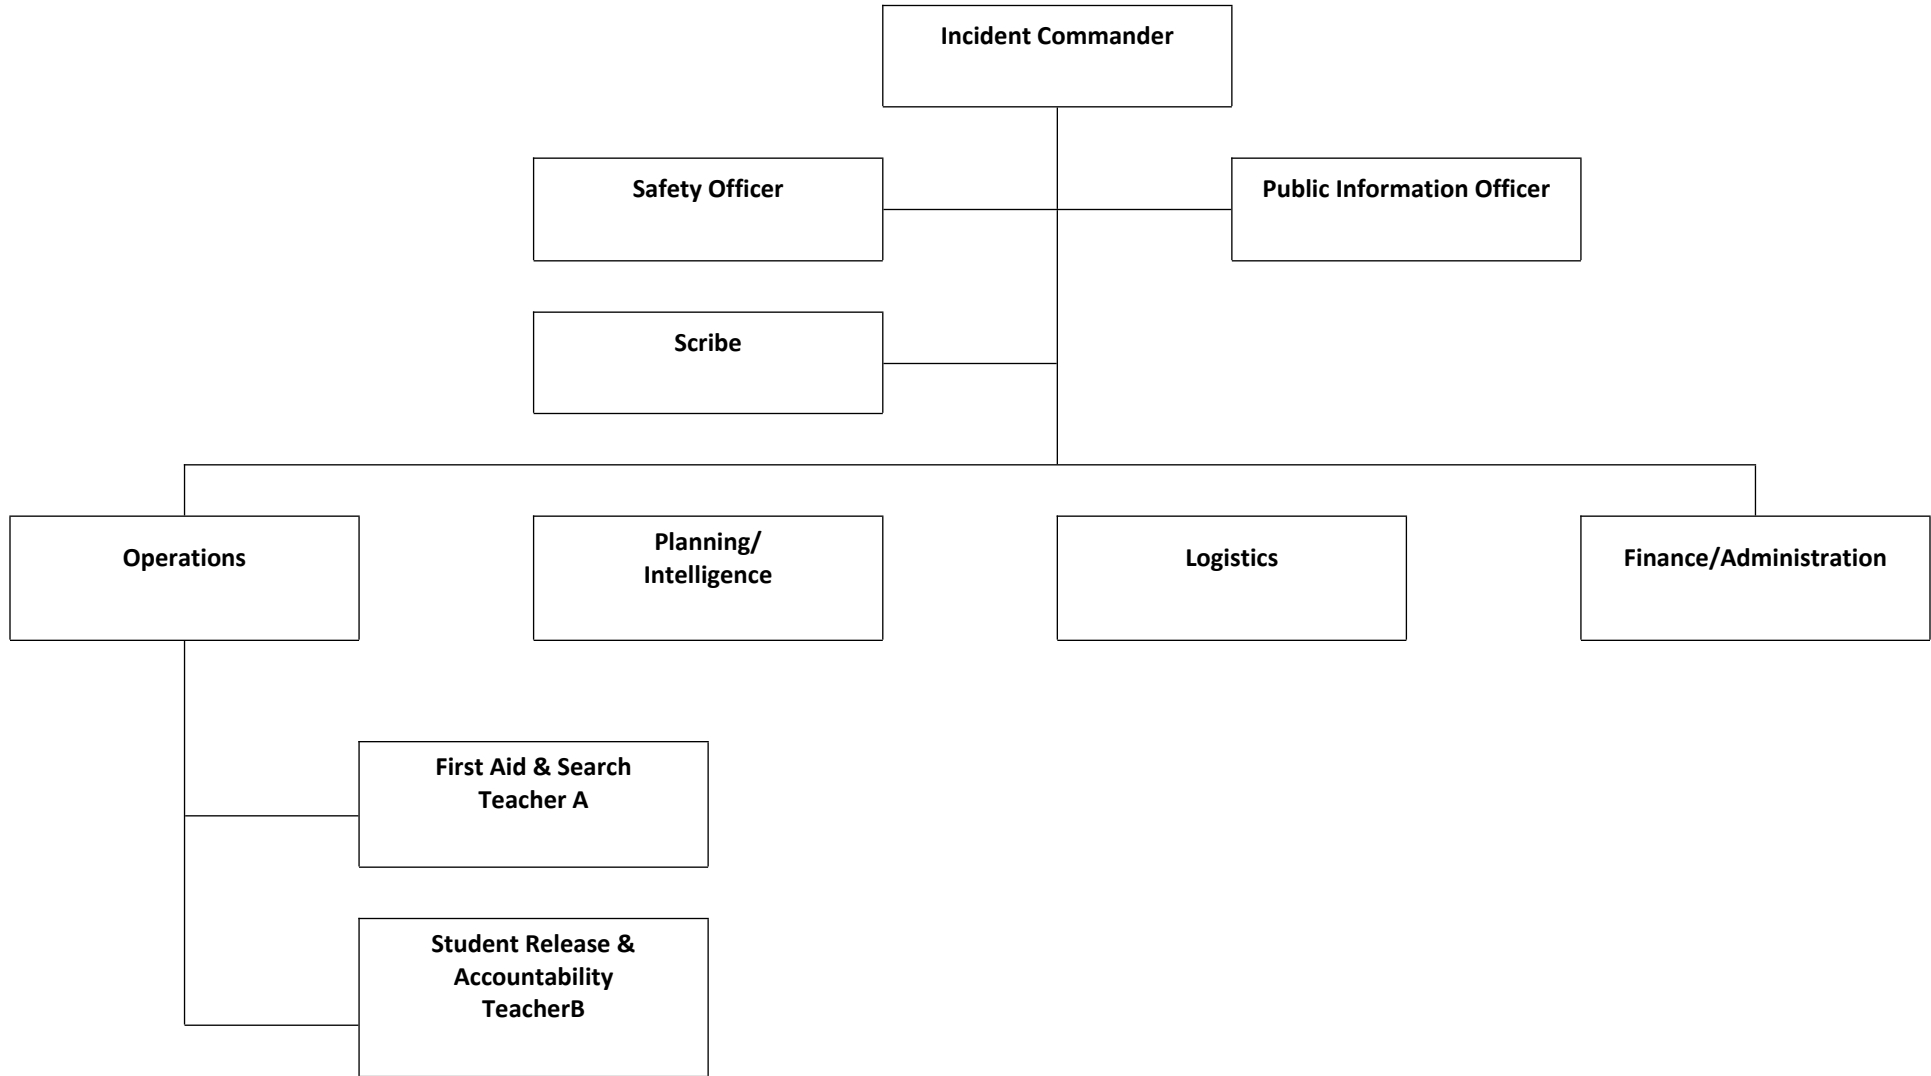 Incident Commander
Safety Officer
Public Information Officer
Scribe
Operations
Planning/
Intelligence
Logistics
Finance/Administration
First Aid & Search
Teacher A
Student Release &
Accountability
TeacherB